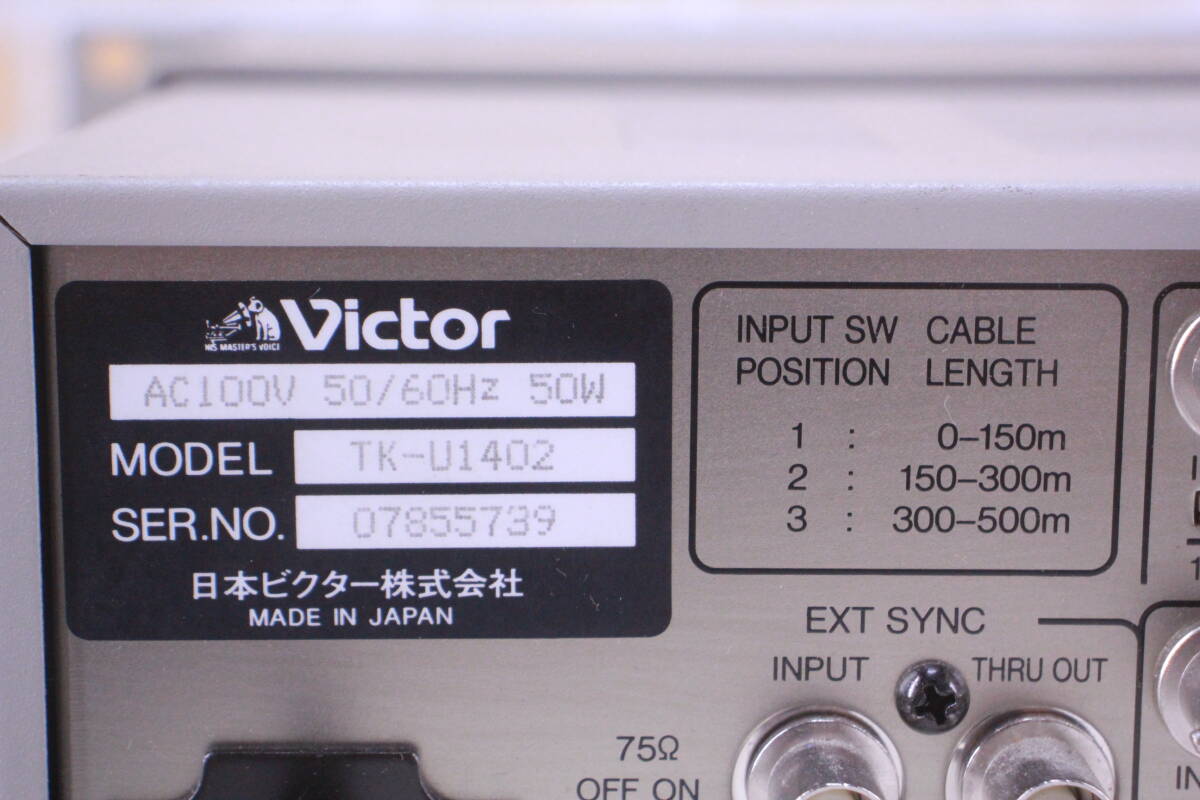 HIS MASTER'S VOICE
Victor
AC100V 50/60Hz 50W
MODEL TK-U1402
SER.NO. 07855739
日本ビクター株式会社
MADE IN JAPAN
INPUT SW CABLE
POSITION LENGTH
1 : 0–150m
2 : 150–300m
3 : 300–500m
EXT SYNC
INPUT THRU OUT
75Ω
OFF ON